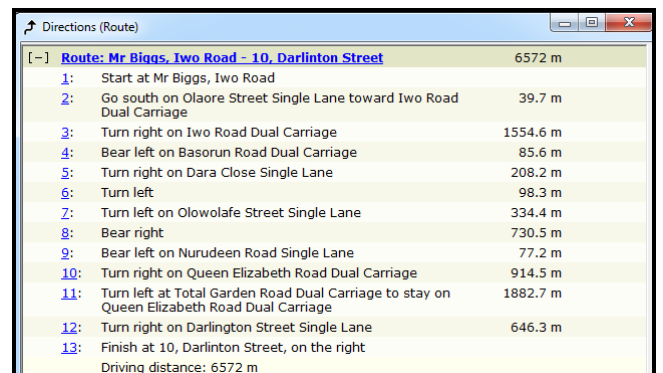 Directions (Route)
[-] Route: Mr Biggs, Iwo Road - 10, Darlinton Street 6572 m
1: Start at Mr Biggs, Iwo Road
2: Go south on Olaore Street Single Lane toward Iwo Road 39.7 m
Dual Carriage
3: Turn right on Iwo Road Dual Carriage 1554.6 m
4: Bear left on Basorun Road Dual Carriage 85.6 m
5: Turn right on Dara Close Single Lane 208.2 m
6: Turn left 98.3 m
7: Turn left on Olowolafe Street Single Lane 334.4 m
8: Bear right 730.5 m
9: Bear left on Nurudeen Road Single Lane 77.2 m
10: Turn right on Queen Elizabeth Road Dual Carriage 914.5 m
11: Turn left at Total Garden Road Dual Carriage to stay on 1882.7 m
Queen Elizabeth Road Dual Carriage
12: Turn right on Darlington Street Single Lane 646.3 m
13: Finish at 10, Darlinton Street, on the right
Driving distance: 6572 m